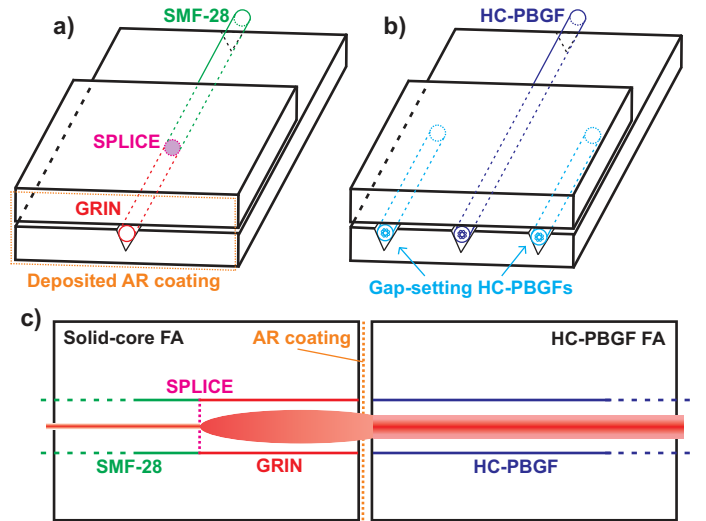 a)
SMF-28
SPLICE
GRIN
Deposited AR coating
b)
HC-PBGF
Gap-setting HC-PBGFs
c)
Solid-core FA
AR coating
HC-PBGF FA
SPLICE
SMF-28
GRIN
HC-PBGF